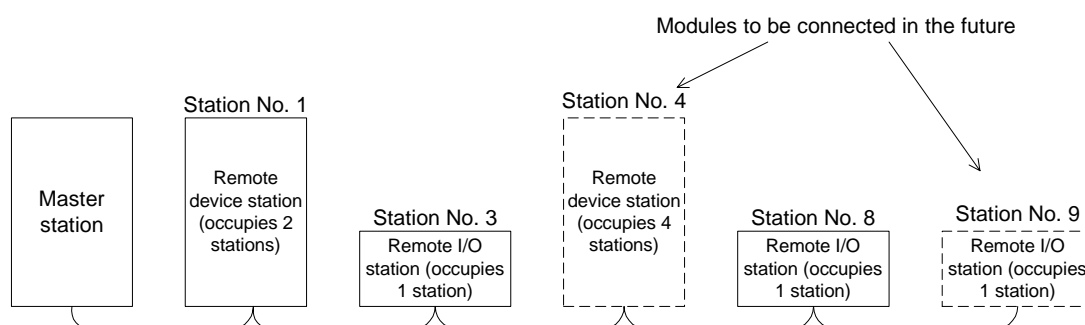 Modules to be connected in the future
Station No. 1
Station No. 4
Master
station
Remote
device station
(occupies 2
stations)
Station No. 3
Remote I/O
station (occupies
1 station)
Remote
device station
(occupies 4
stations)
Station No. 8
Remote I/O
station (occupies
1 station)
Station No. 9
Remote I/O
station (occupies
1 station)